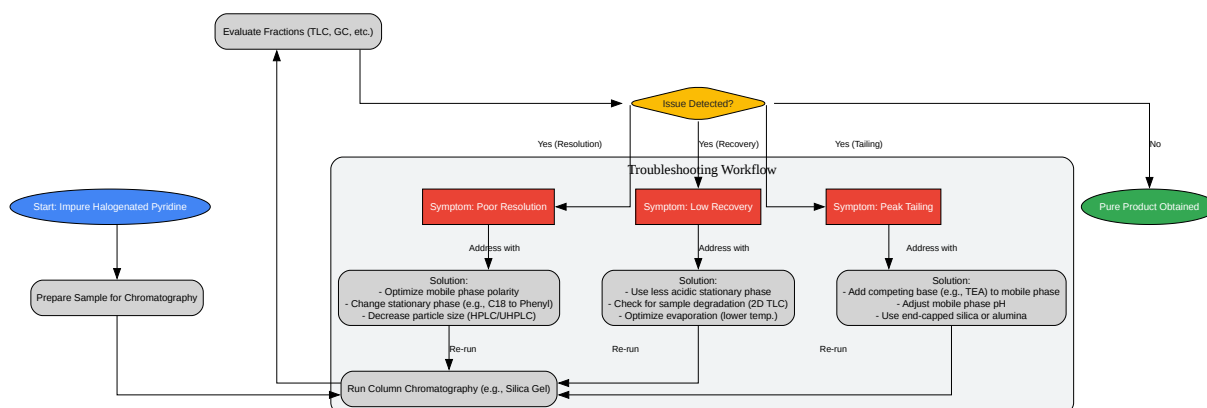 Evaluate Fractions (TLC, GC, etc.)
Issue Detected?
Yes (Resolution)
Yes (Recovery)
Yes (Tailing)
No
Troubleshooting Workflow
Start: Impure Halogenated Pyridine
Symptom: Poor Resolution
Symptom: Low Recovery
Symptom: Peak Tailing
Pure Product Obtained
Address with
Address with
Address with
Prepare Sample for Chromatography
Solution:
- Optimize mobile phase polarity
- Change stationary phase (e.g., C18 to Phenyl)
- Decrease particle size (HPLC/UHPLC)
Solution:
- Use less acidic stationary phase
- Check for sample degradation (2D TLC)
- Optimize evaporation (lower temp.)
Solution:
- Add competing base (e.g., TEA) to mobile phase
- Adjust mobile phase pH
- Use end-capped silica or alumina
Re-run
Re-run
Re-run
Run Column Chromatography (e.g., Silica Gel)